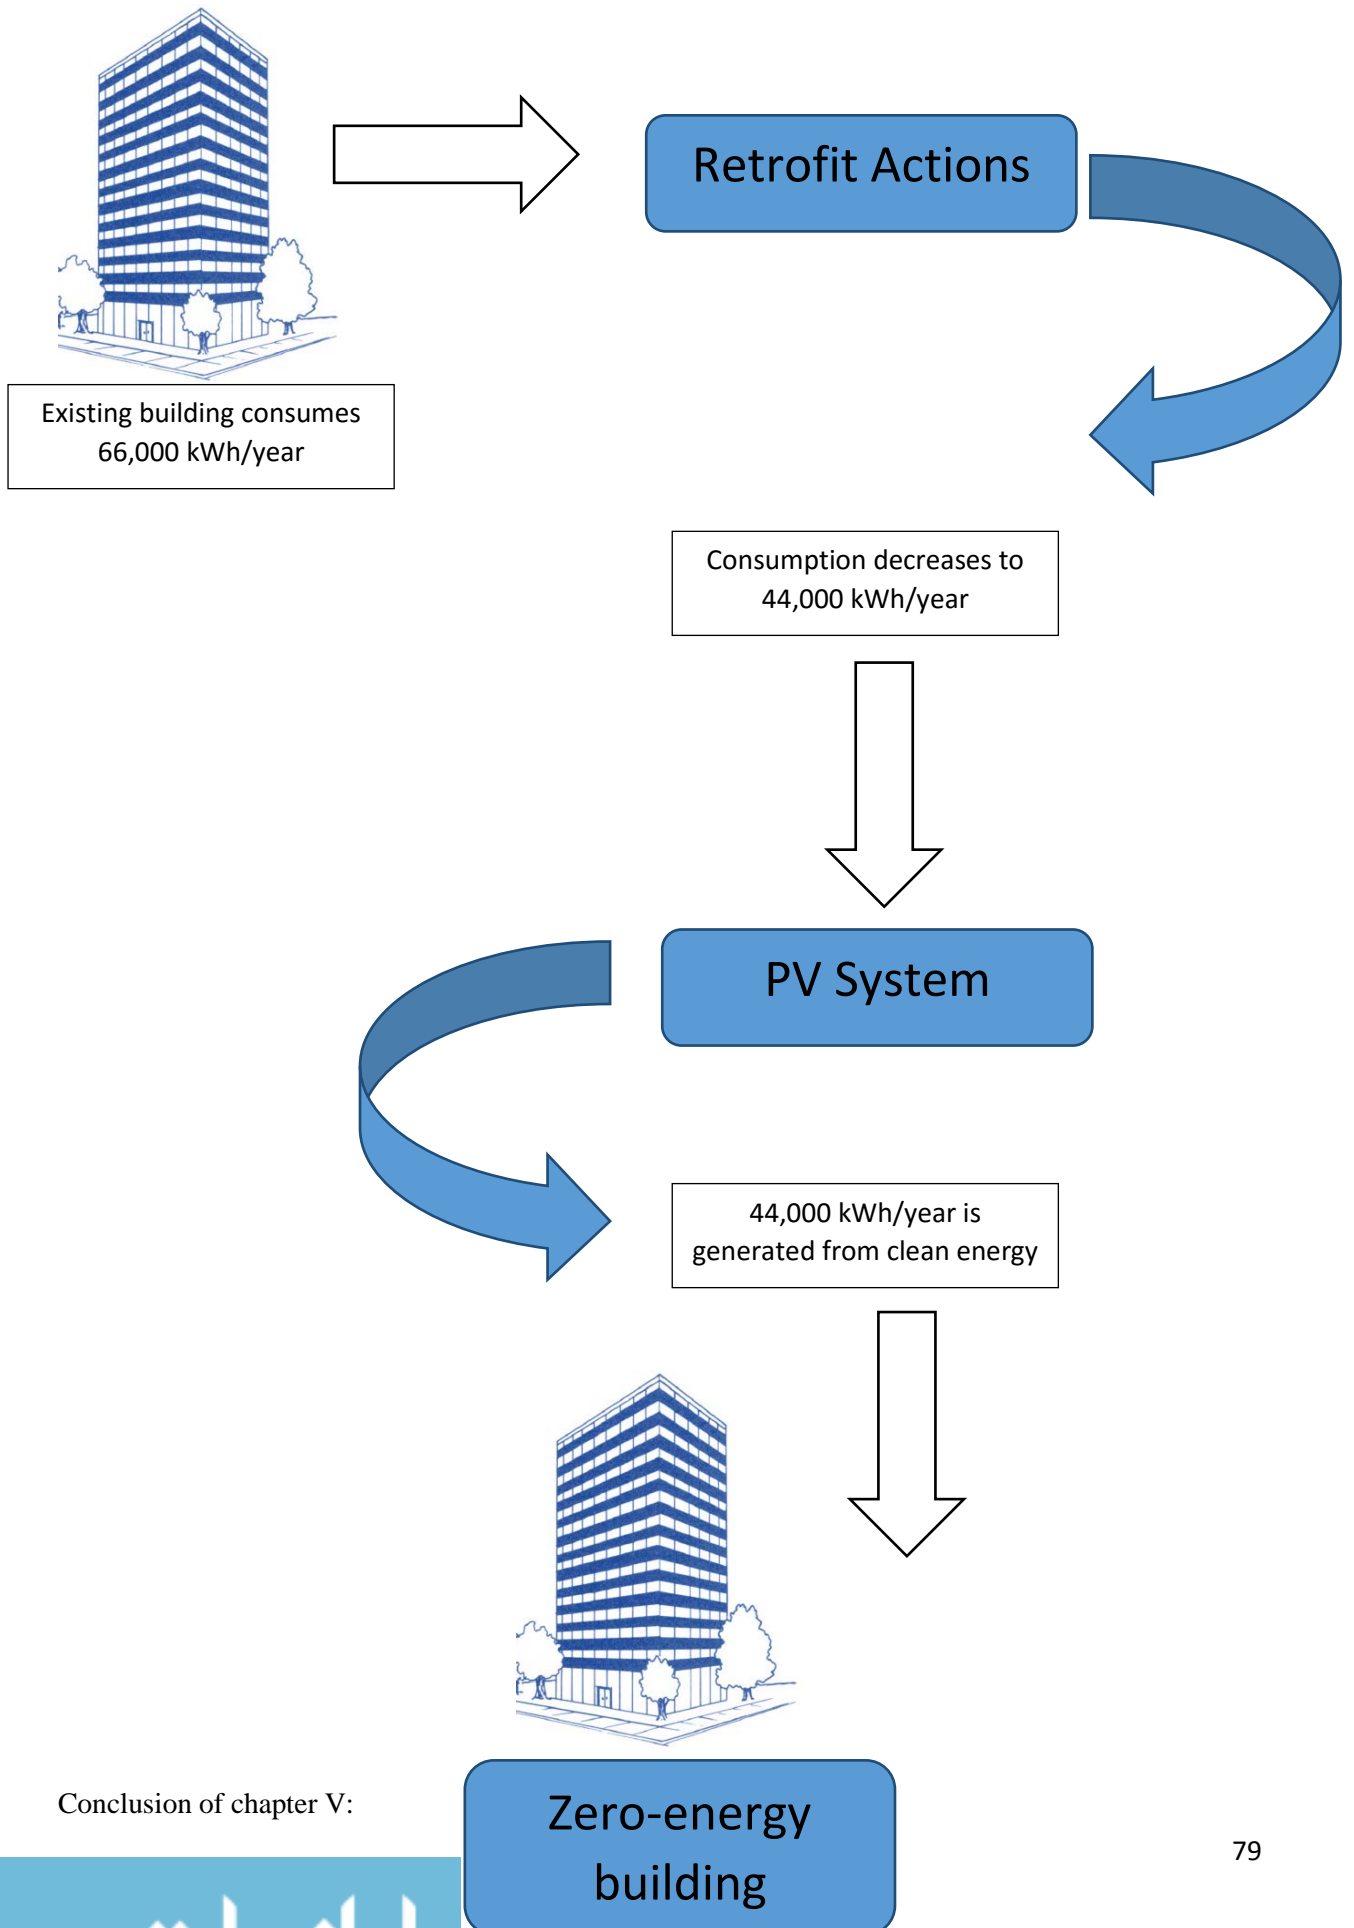 Retrofit Actions
Existing building consumes
66,000 kWh/year
Consumption decreases to
44,000 kWh/year
PV System
44,000 kWh/year is
generated from clean energy
Conclusion of chapter V:
Zero-energy
building
79